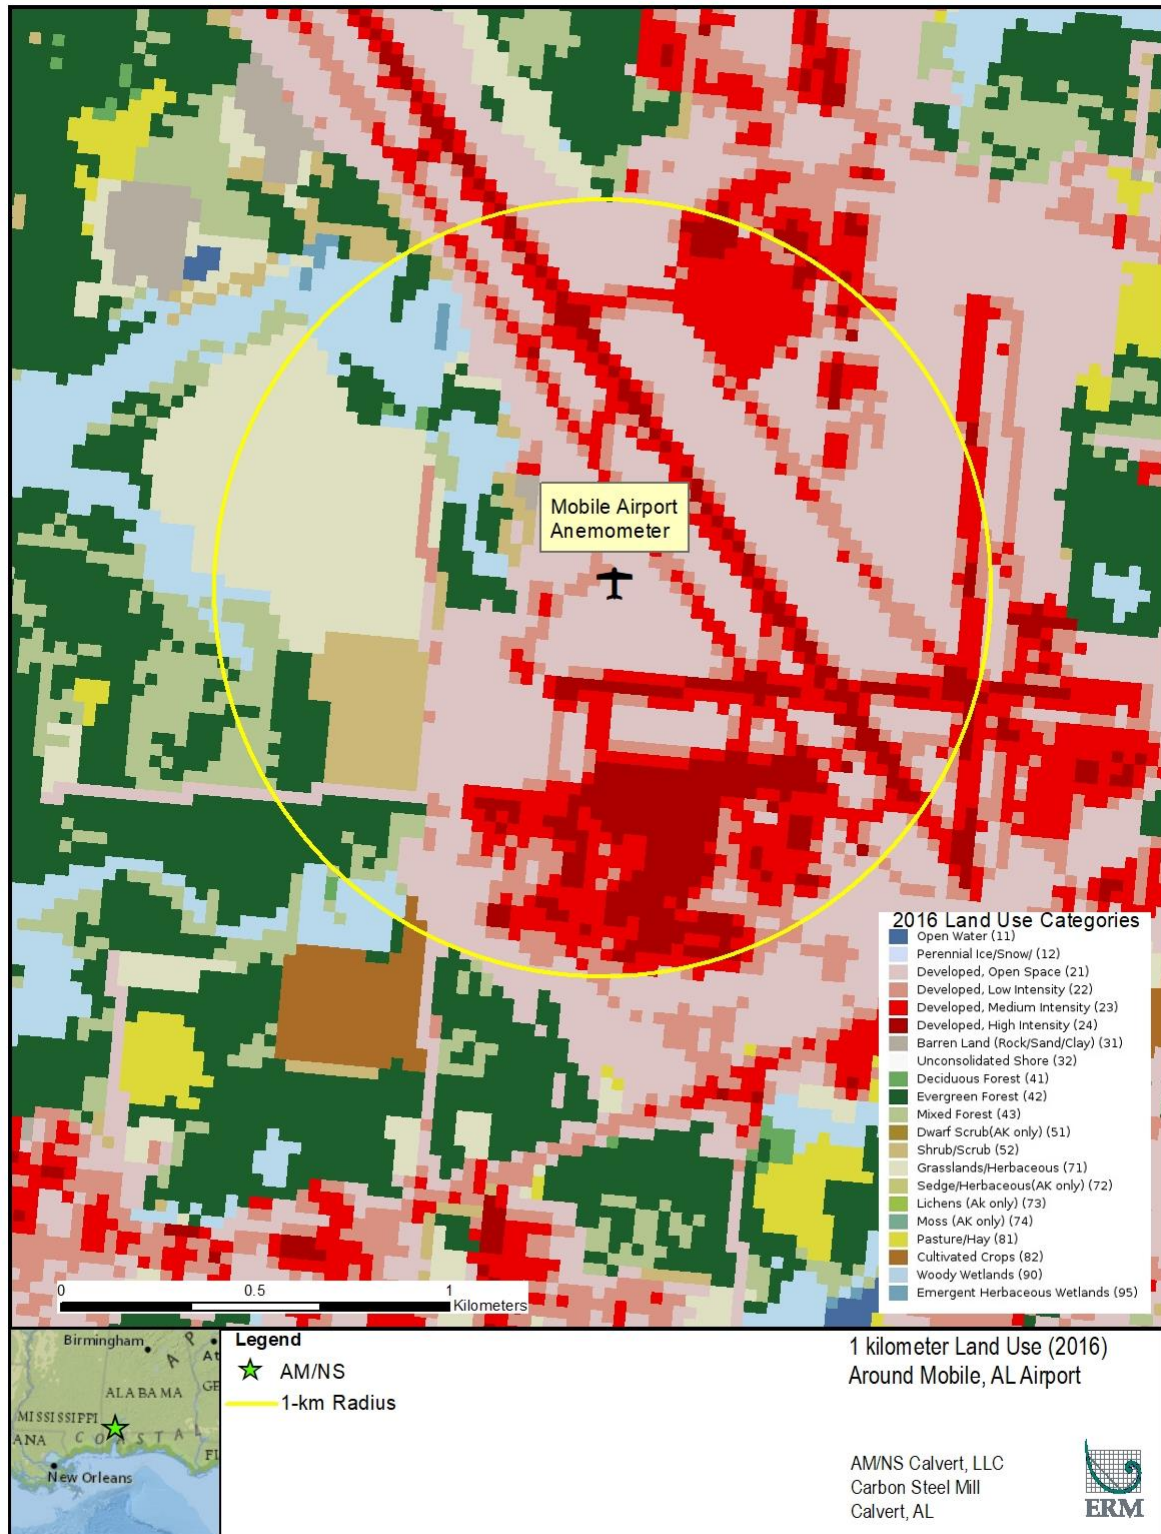 Mobile Airport
Anemometer
2016 Land Use Categories
Open Water (11)
Perennial Ice/Snow/ (12)
Developed, Open Space (21)
Developed, Low Intensity (22)
Developed, Medium Intensity (23)
Developed, High Intensity (24)
Barren Land (Rock/Sand/Clay) (31)
Unconsolidated Shore (32)
Deciduous Forest (41)
Evergreen Forest (42)
Mixed Forest (43)
Dwarf Scrub(AK only) (51)
Shrub/Scrub (52)
Grasslands/Herbaceous (71)
Sedge/Herbaceous(AK only) (72)
Lichens (Ak only) (73)
Moss (AK only) (74)
Pasture/Hay (81)
Cultivated Crops (82)
Woody Wetlands (90)
Emergent Herbaceous Wetlands (95)
0 0.5 1
Kilometers
Birmingham
A P
At
GE
ALABAMA
MISSISSIPPI
ANA
COASTAL
FL
New Orleans
Legend
AM/NS
1-km Radius
1 kilometer Land Use (2016)
Around Mobile, AL Airport
AM/NS Calvert, LLC
Carbon Steel Mill
Calvert, AL
ERM